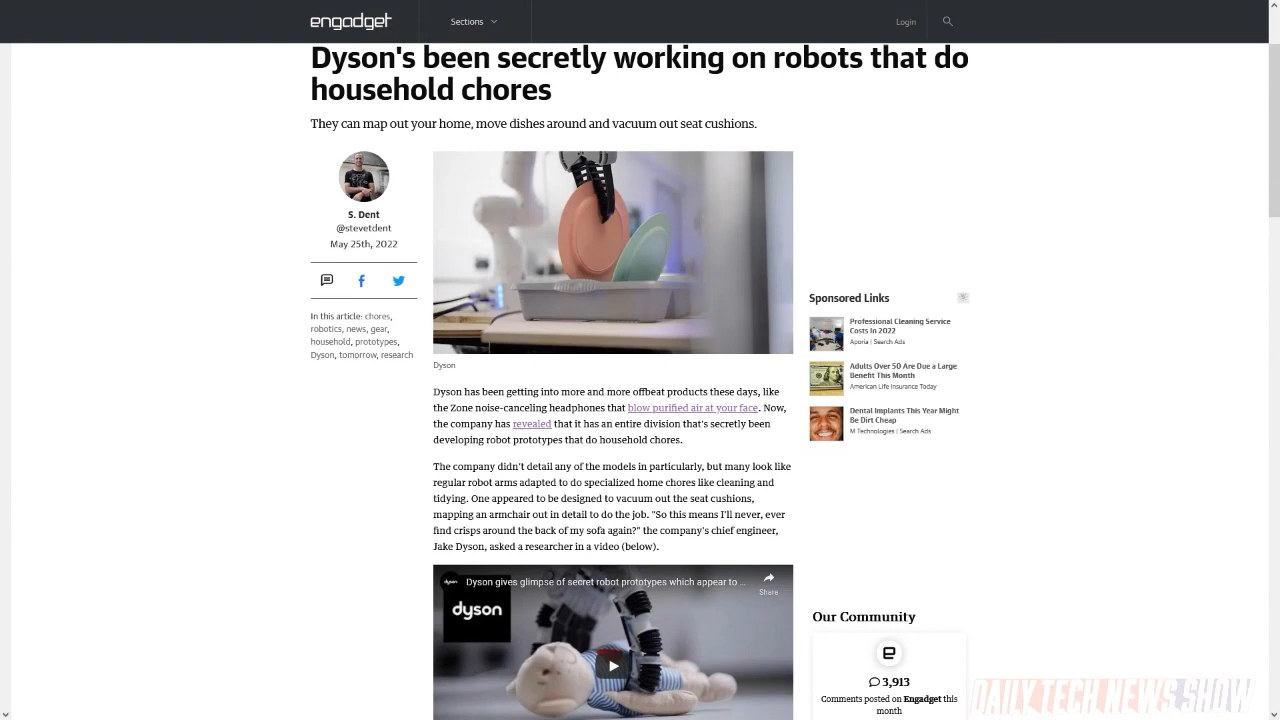 engadget
Sections
Login
Dyson's been secretly working on robots that do
household chores
They can map out your home, move dishes around and vacuum out seat cushions.
S. Dent
@stevetdent
May 25th, 2022
In this article: chores,
robotics, news, gear,
household, prototypes,
Dyson, tomorrow, research
Dyson
Dyson has been getting into more and more offbeat products these days, like
the Zone noise-canceling headphones that blow purified air at your face. Now,
the company has revealed that it has an entire division that's secretly been
developing robot prototypes that do household chores.
The company didn't detail any of the models in particularly, but many look like
regular robot arms adapted to do specialized home chores like cleaning and
tidying. One appeared to be designed to vacuum out the seat cushions,
mapping an armchair out in detail to do the job. "So this means I'll never, ever
find crisps around the back of my sofa again?" the company's chief engineer,
Jake Dyson, asked a researcher in a video (below).
dyson
Dyson gives glimpse of secret robot prototypes which appear to ...
Share
dyson
Sponsored Links
Professional Cleaning Service
Costs In 2022
Aporia | Search Ads
Adults Over 50 Are Due a Large
Benefit This Month
American Life Insurance Today
Dental Implants This Year Might
Be Dirt Cheap
M Technologies | Search Ads
Our Community
e
3,913
Comments posted on Engadget this
month
DAILY TECH NEWS SHOW